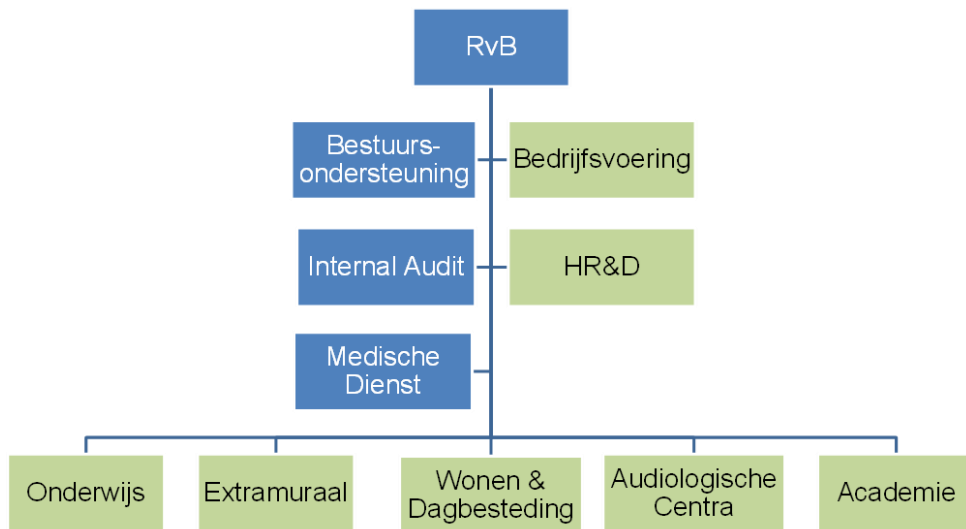 RvB
Bestuurs-
ondersteuning
Bedrijfsvoering
Internal Audit
HR&D
Medische
Dienst
Onderwijs
Extramuraal
Wonen &
Dagbesteding
Audiologische
Centra
Academie